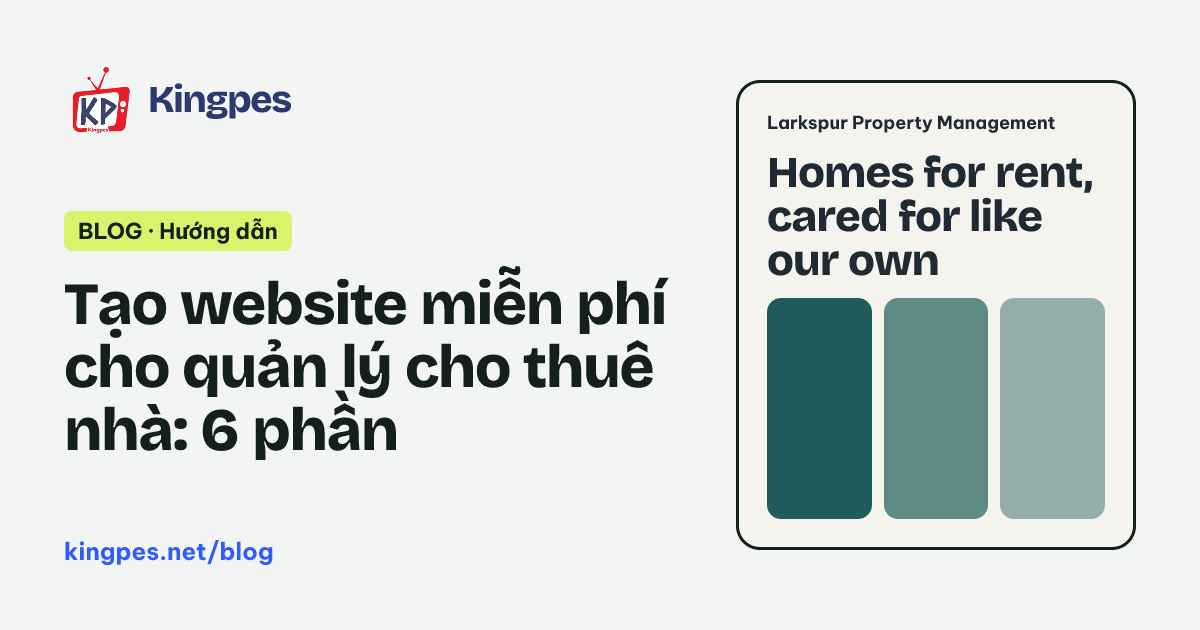 KP
Kingpes
Kingpes
BLOG · Hướng dẫn
Tạo website miễn phí
cho quản lý cho thuê
nhà: 6 phần
kingpes.net/blog
Larkspur Property Management
Homes for rent,
cared for like
our own